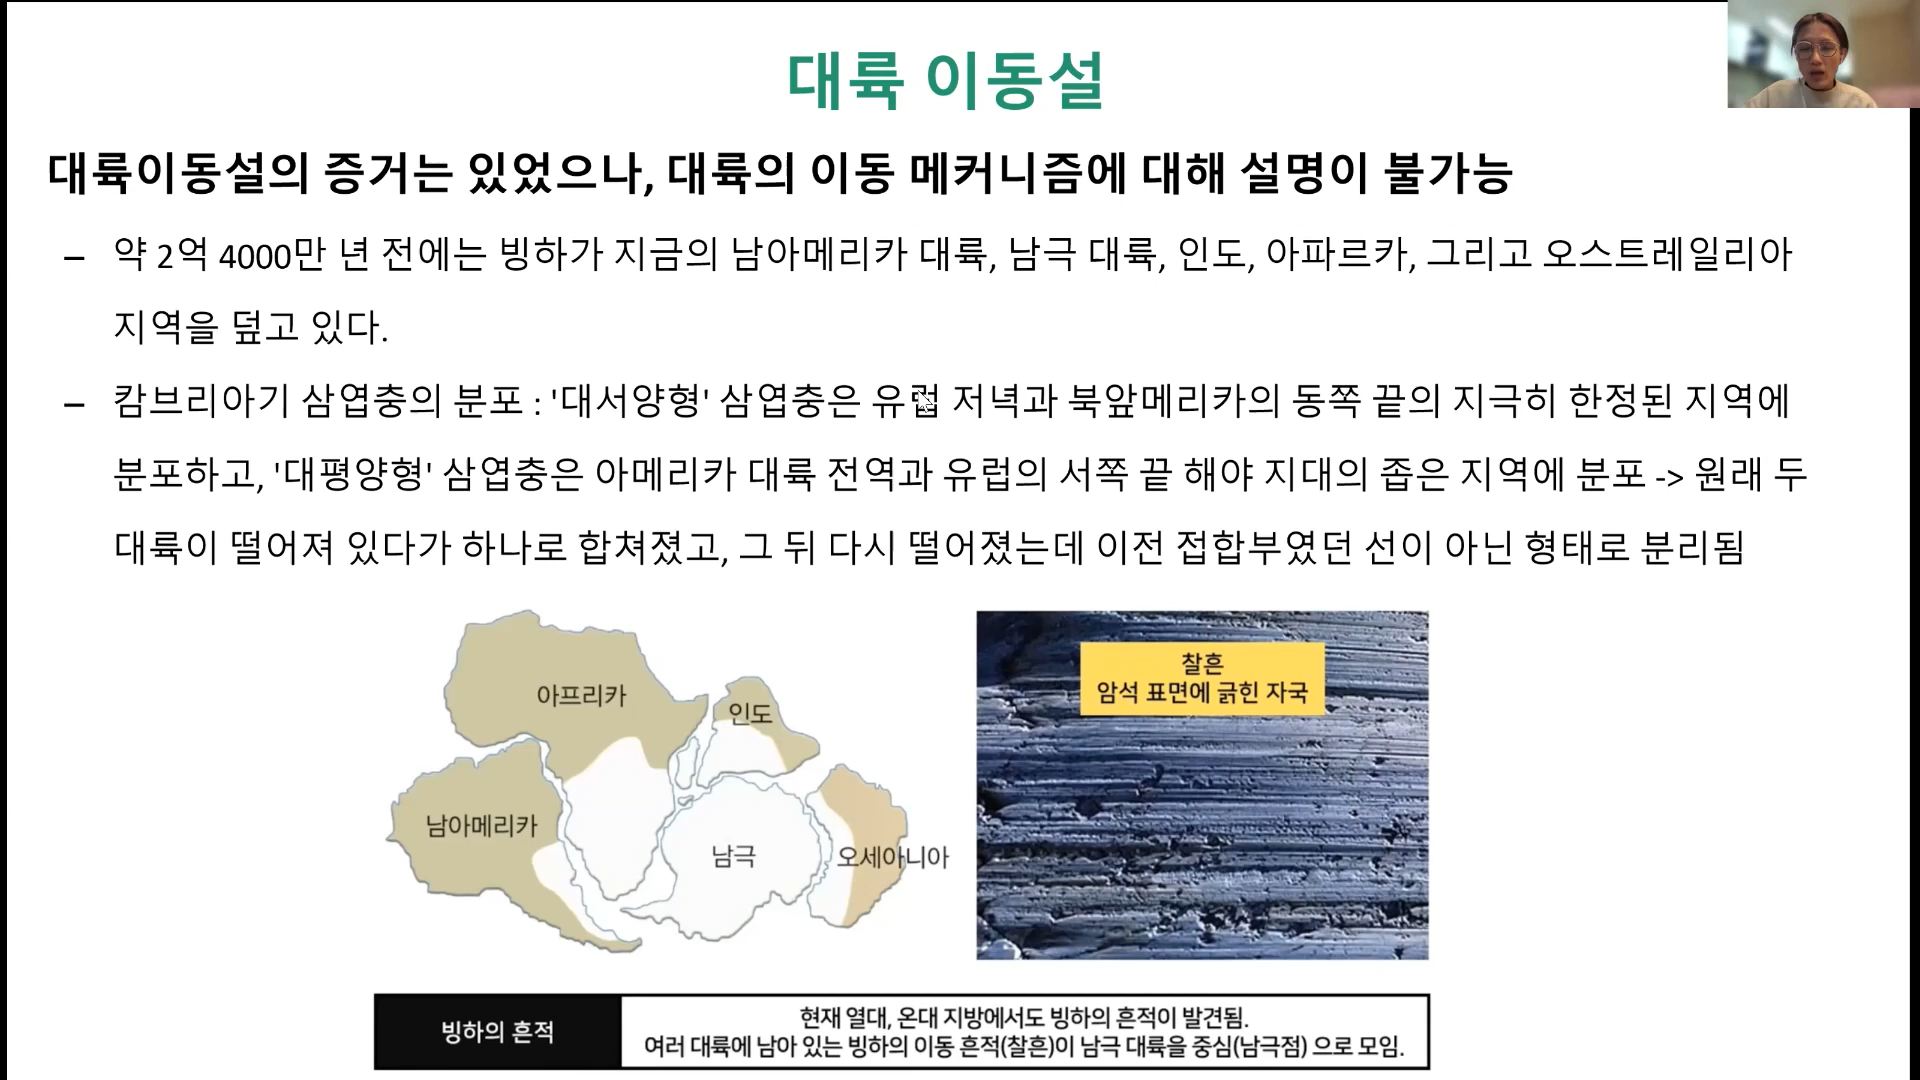 대륙 이동설
대륙이동설의 증거는 있었으나, 대륙의 이동 메커니즘에 대해 설명이 불가능
– 약 2억 4000만 년 전에는 빙하가 지금의 남아메리카 대륙, 남극 대륙, 인도, 아파르카, 그리고 오스트레일리아
지역을 덮고 있다.
– 캄브리아기 삼엽충의 분포 : '대서양형' 삼엽충은 유럽 저녁과 북앞메리카의 동쪽 끝의 지극히 한정된 지역에
분포하고, '대평양형' 삼엽충은 아메리카 대륙 전역과 유럽의 서쪽 끝 해야 지대의 좁은 지역에 분포 -> 원래 두
대륙이 떨어져 있다가 하나로 합쳐졌고, 그 뒤 다시 떨어졌는데 이전 접합부였던 선이 아닌 형태로 분리됨
아프리카
인도
남아메리카
남극
오세아니아
찰흔
암석 표면에 긁힌 자국
빙하의 흔적
현재 열대, 온대 지방에서도 빙하의 흔적이 발견됨.
여러 대륙에 남아 있는 빙하의 이동 흔적(찰흔)이 남극 대륙을 중심(남극점) 으로 모임.